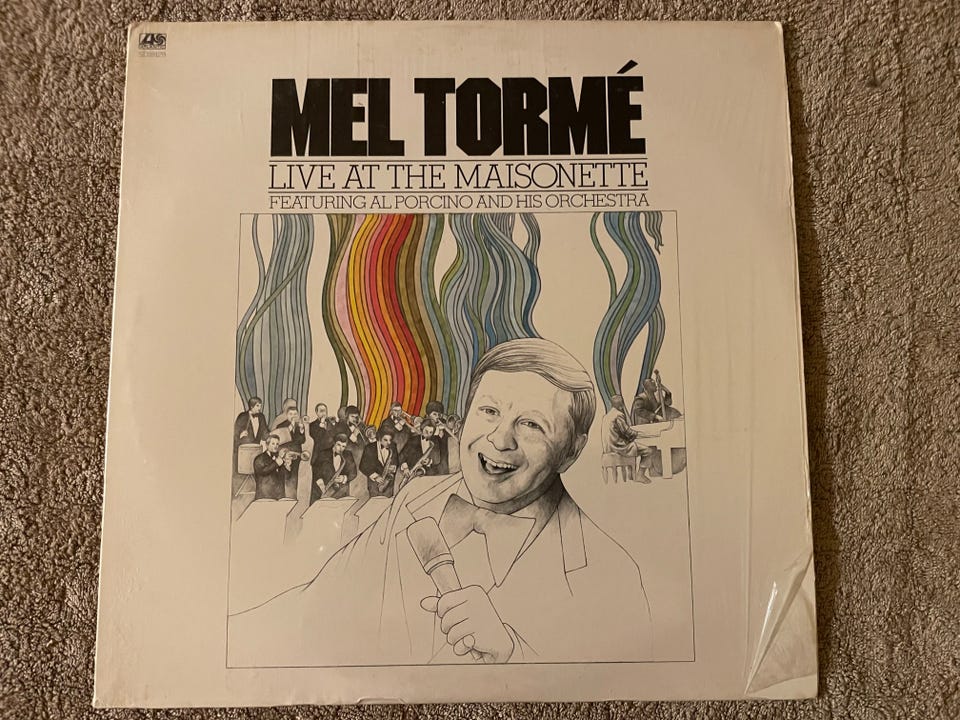 MEL TORMÉ
LIVE AT THE MAISONETTE
FEATURING AL PORCINO AND HIS ORCHESTRA